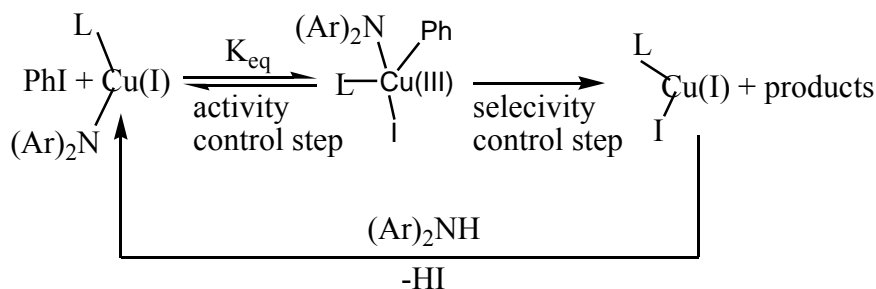 L
(Ar)₂N
Ph
PhI + Cu(I)
K_eq
L
Cu(III)
L
Cu(I) + products
activity
control step
I
selecivity
control step
I
(Ar)₂N
(Ar)₂NH
-HI